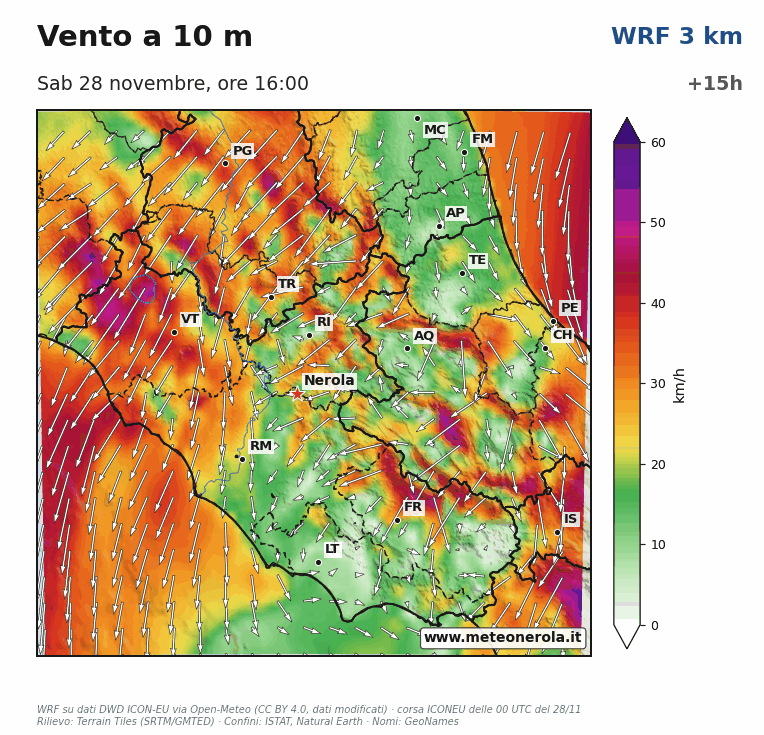 Vento a 10 m
WRF 3 km
Sab 28 novembre, ore 16:00
+15h
MC
FM
PG
AP
TE
TR
PE
VT
RI
AQ
CH
Nerola
RM
FR
IS
LT
www.meteonerola.it
60
50
40
30
20
10
0
km/h
WRF su dati DWD ICON-EU via Open-Meteo (CC BY 4.0, dati modificati) · corsa ICONEU delle 00 UTC del 28/11
Rilievo: Terrain Tiles (SRTM/GMTED) · Confini: ISTAT, Natural Earth · Nomi: GeoNames